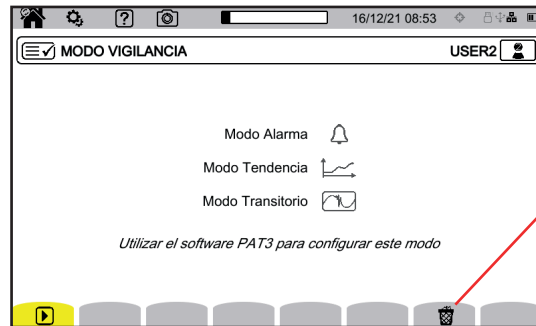 16/12/21 08:53
MODO VIGILANCIA
USER2
Modo Alarma
Modo Tendencia
Modo Transitorio
Utilizar el software PAT3 para configurar este modo